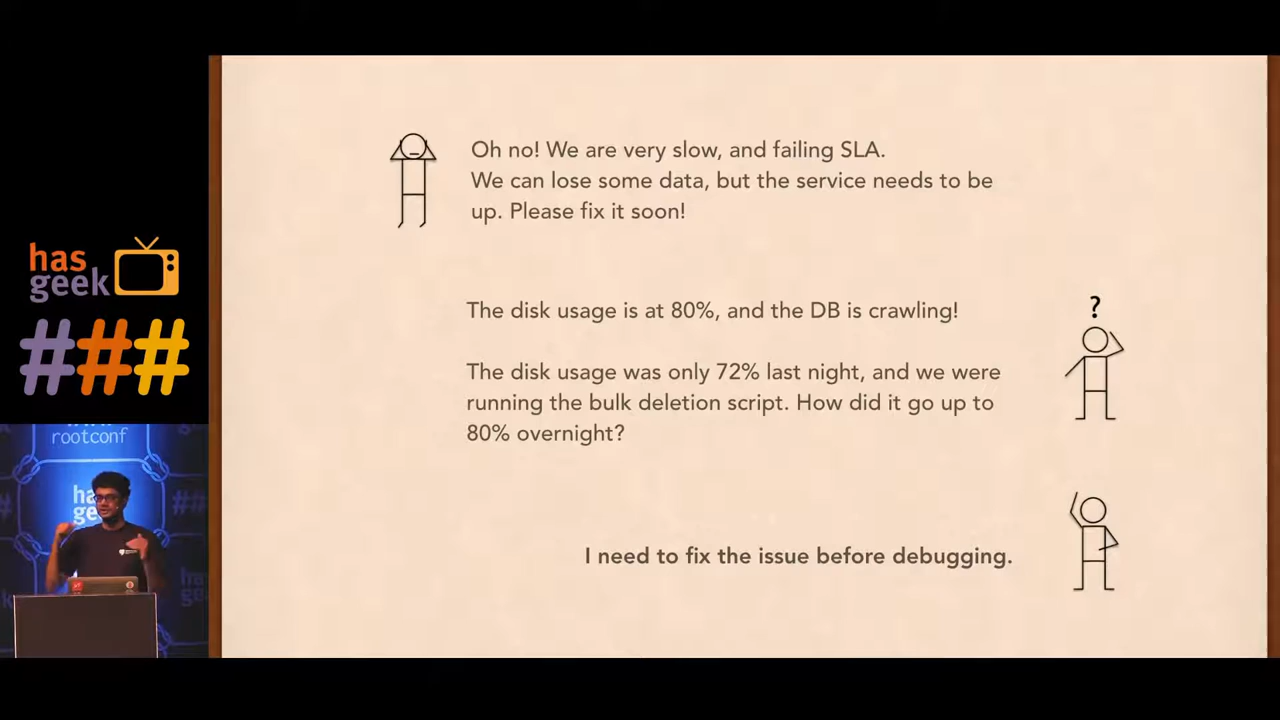 has
geek
###
rootconf
has
geek
##
Oh no! We are very slow, and failing SLA.
We can lose some data, but the service needs to be
up. Please fix it soon!
?
The disk usage is at 80%, and the DB is crawling!
The disk usage was only 72% last night, and we were
running the bulk deletion script. How did it go up to
80% overnight?
I need to fix the issue before debugging.